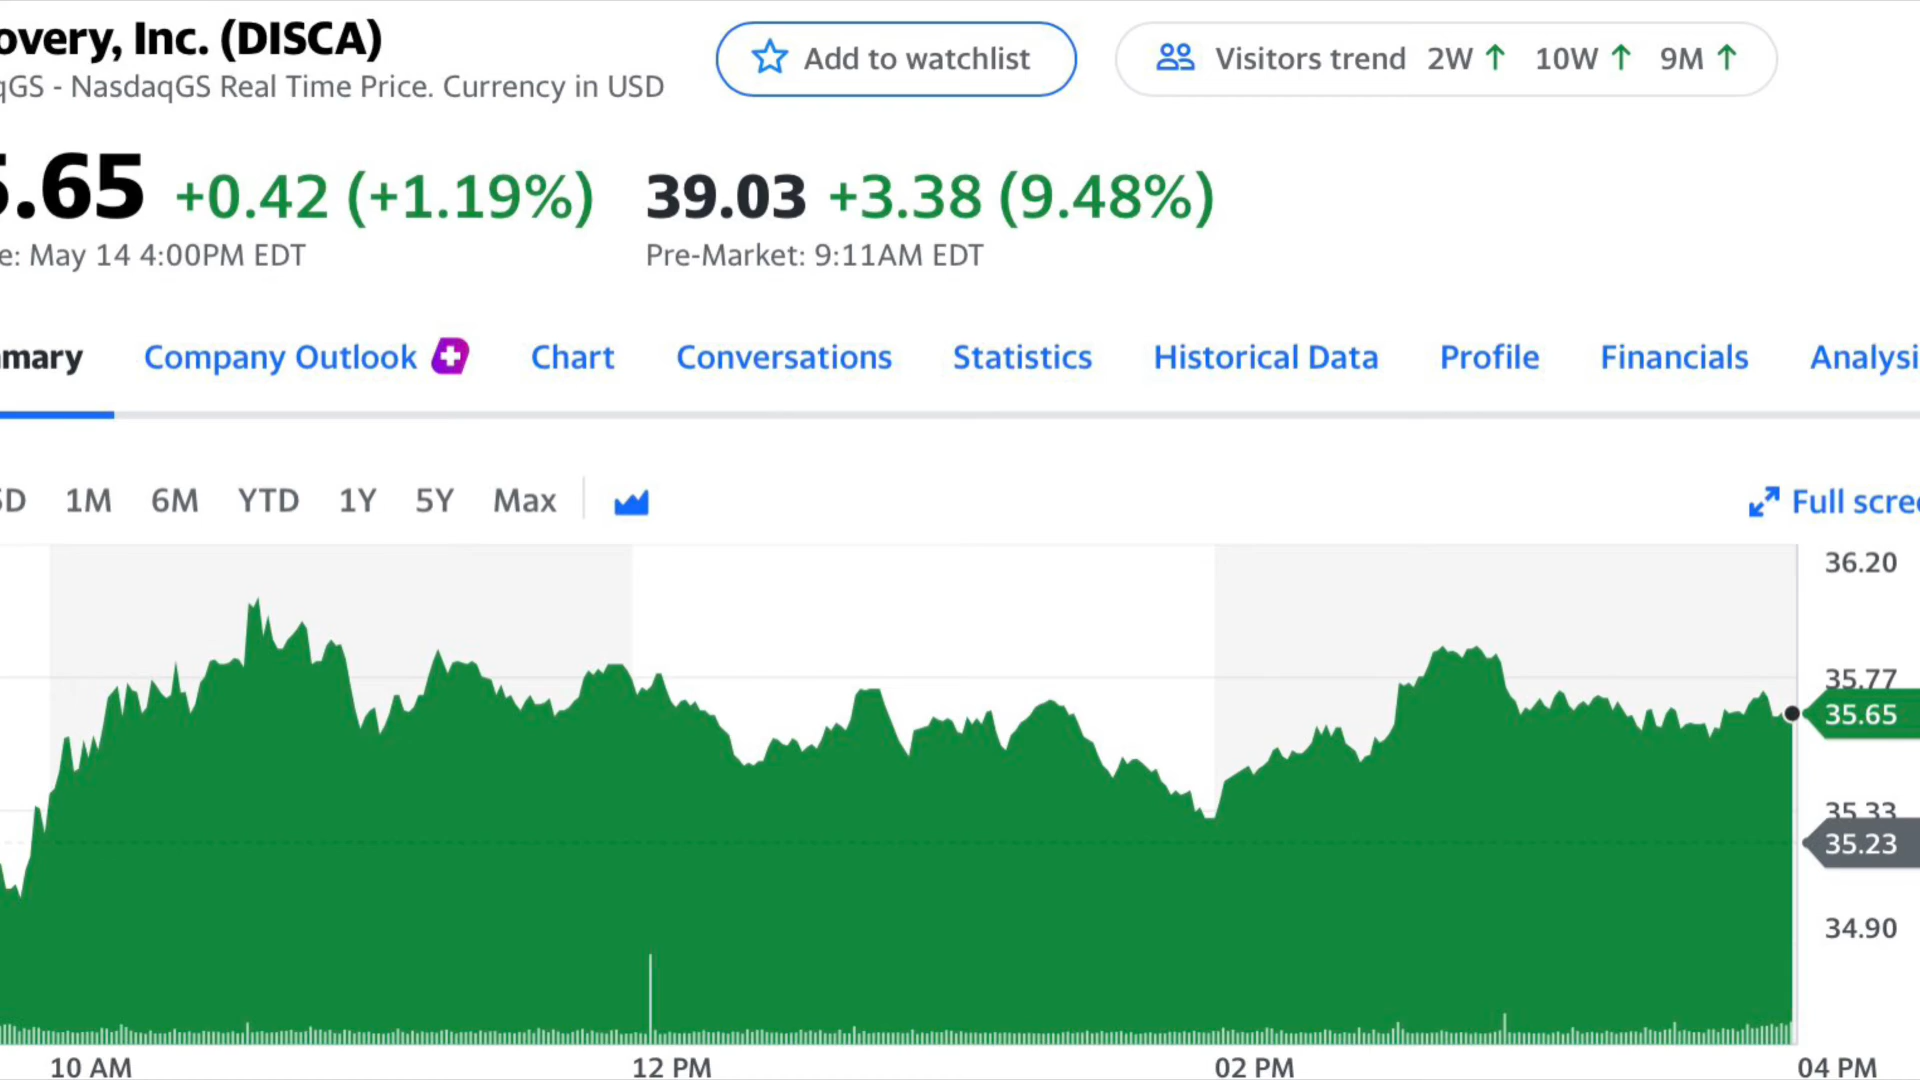 overy, Inc. (DISCA)
Add to watchlist
Visitors trend 2W ↑ 10W ↑ 9M ↑
qGS - NasdaqGS Real Time Price. Currency in USD
5.65 +0.42 (+1.19%) 39.03 +3.38 (9.48%)
e: May 14 4:00PM EDT Pre-Market: 9:11AM EDT
mary Company Outlook Chart Conversations Statistics Historical Data Profile Financials Analysi
5D 1M 6M YTD 1Y 5Y Max Full scree
36.20
35.77
35.65
35.33
35.23
34.90
10 AM 12 PM 02 PM 04 PM